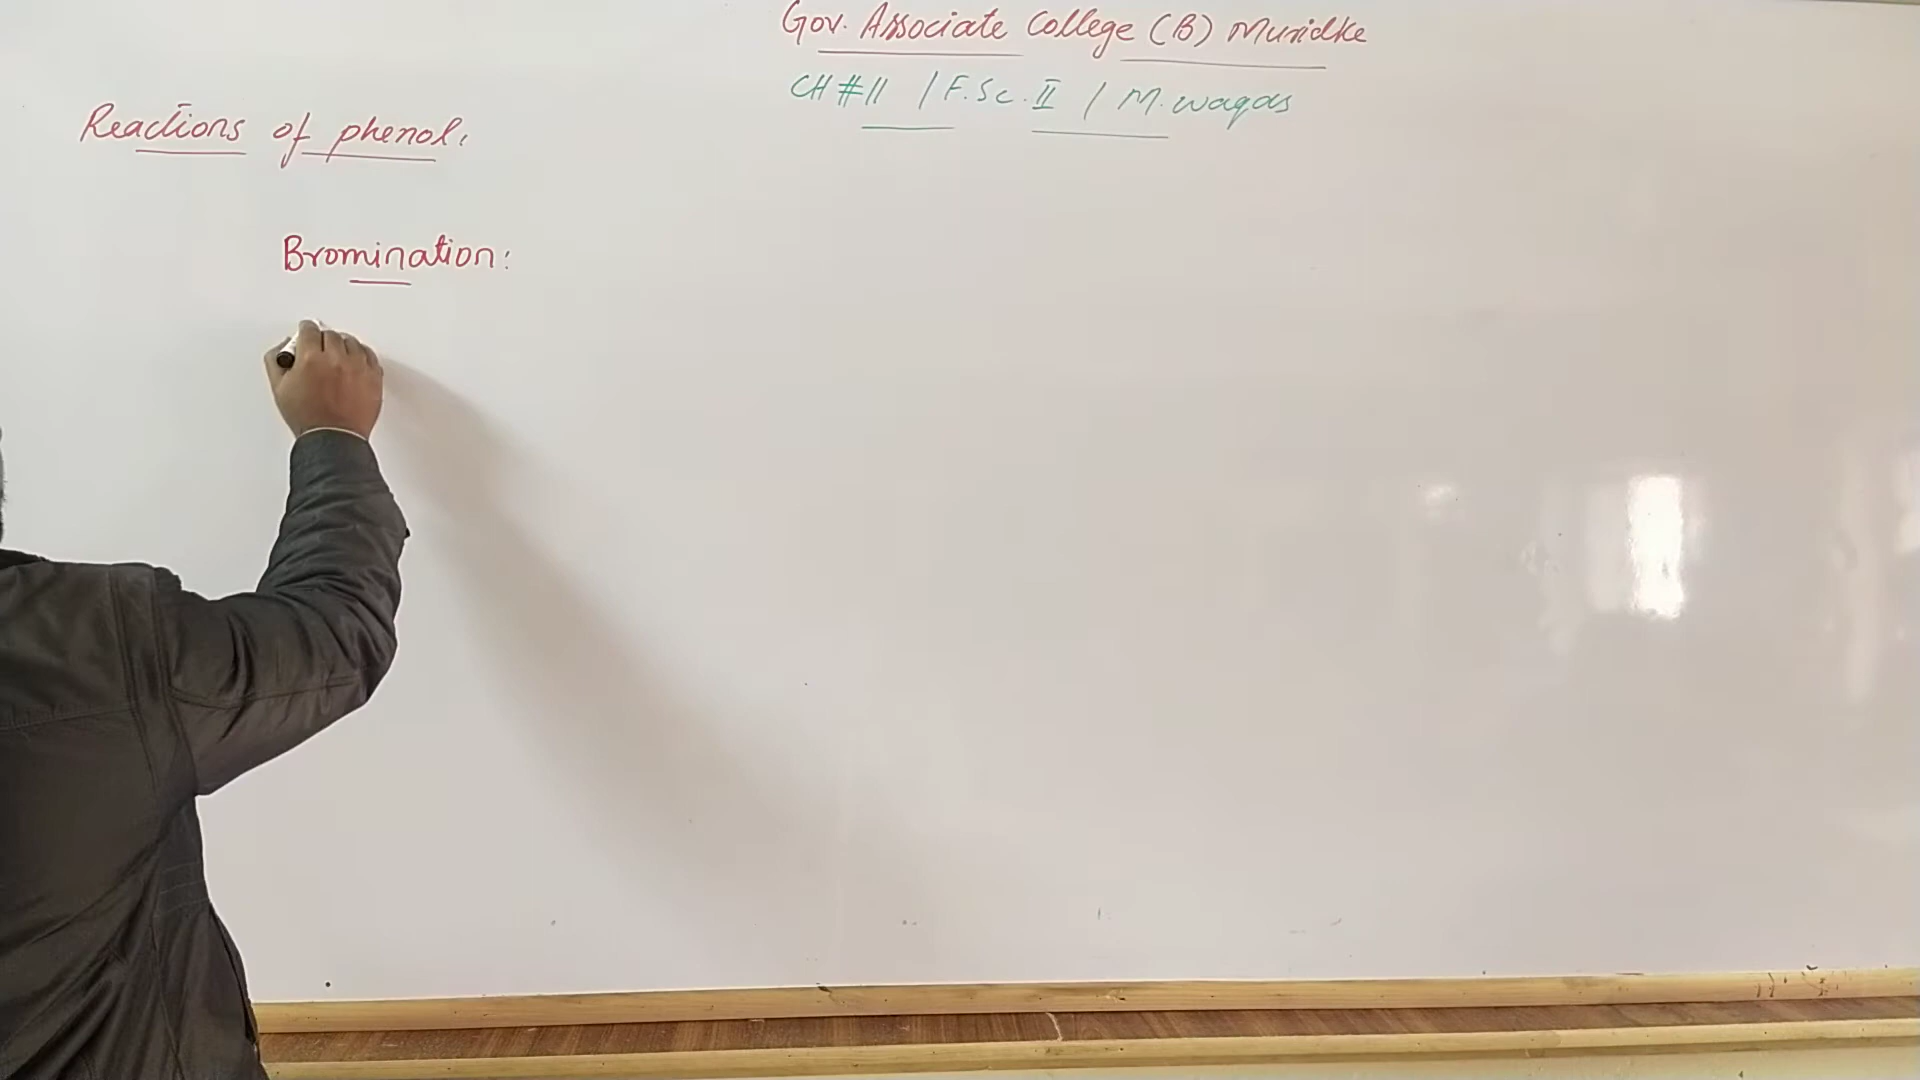 Gov. Associate College (B) Muridke
CH # 11 / F.Sc. II / M. waqas
Reactions of phenol.
Bromination: